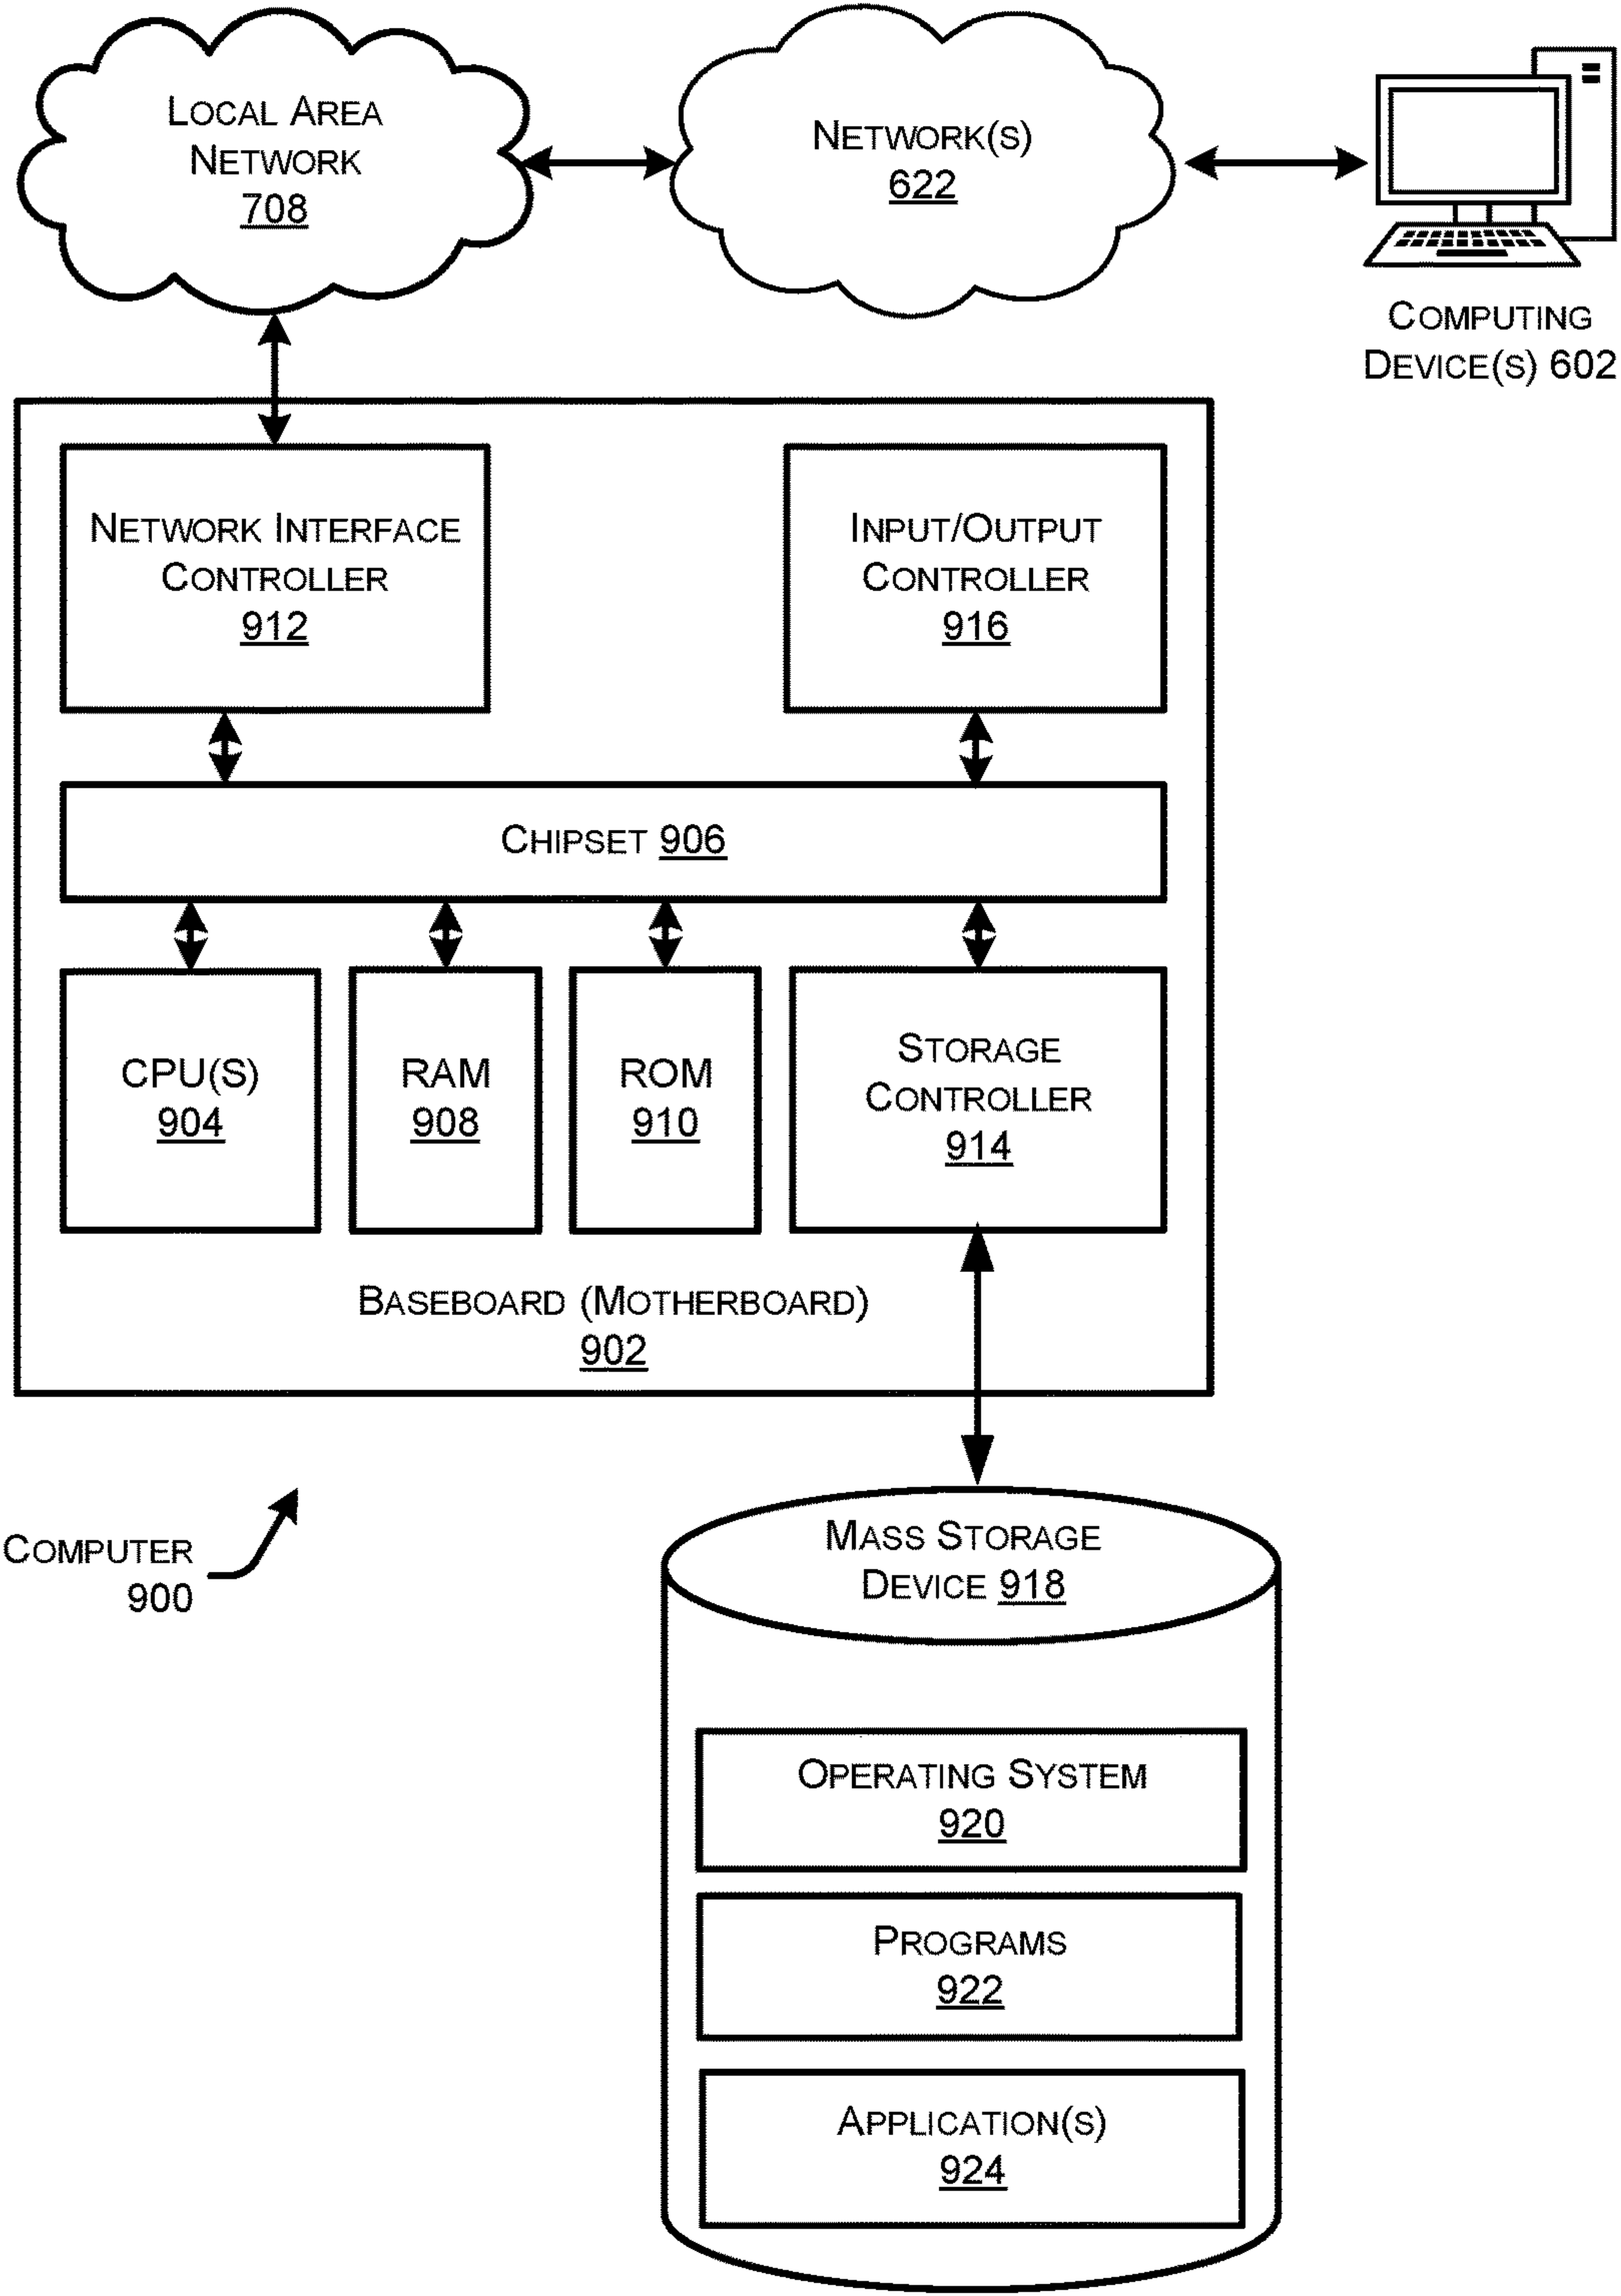 LOCAL AREA
NETWORK
708
NETWORK(S)
622
COMPUTING
DEVICE(S) 602
NETWORK INTERFACE
CONTROLLER
912
INPUT/OUTPUT
CONTROLLER
916
CHIPSET 906
CPU(S)
904
RAM
908
ROM
910
STORAGE
CONTROLLER
914
BASEBOARD (MOTHERBOARD)
902
COMPUTER
900
MASS STORAGE
DEVICE 918
OPERATING SYSTEM
920
PROGRAMS
922
APPLICATION(S)
924